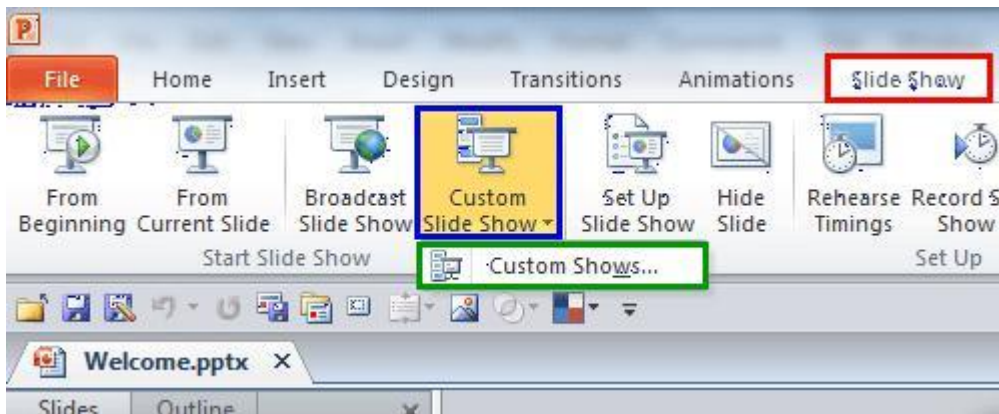 File Home Insert Design Transitions Animations Slide Show
From Beginning
From Current Slide
Broadcast Slide Show
Custom Slide Show
Set Up Slide Show
Hide Slide
Rehearse Timings
Record S
Show
Start Slide Show
Set Up
Custom Shows...
Welcome.pptx
Slides Outline